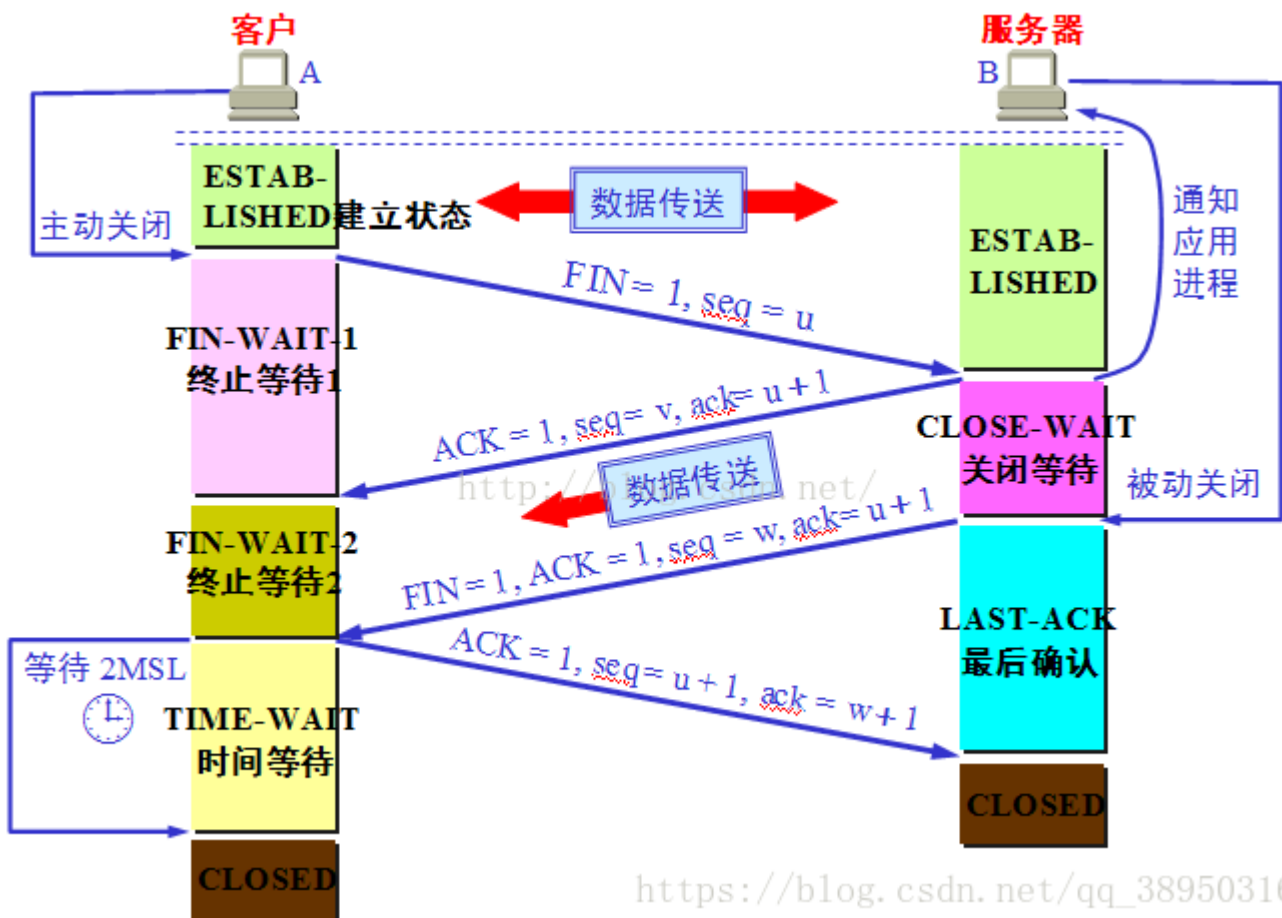 客户
服务器
A
B
ESTAB-
LISHED建立状态
数据传送
主动关闭
ESTAB-
LISHED
通知
应用
进程
FIN = 1, seq = u
FIN-WAIT-1
终止等待1
ACK = 1, seq= v, ack= u + 1
CLOSE-WAIT
关闭等待
http://blog.csdn.net/
数据传送
被动关闭
FIN-WAIT-2
终止等待2
FIN = 1, ACK = 1, seq = w, ack= u + 1
LAST-ACK
最后确认
ACK = 1, seq= u + 1, ack = w + 1
等待 2MSL
TIME-WAIT
时间等待
CLOSED
CLOSED
https://blog.csdn.net/qq_3895031